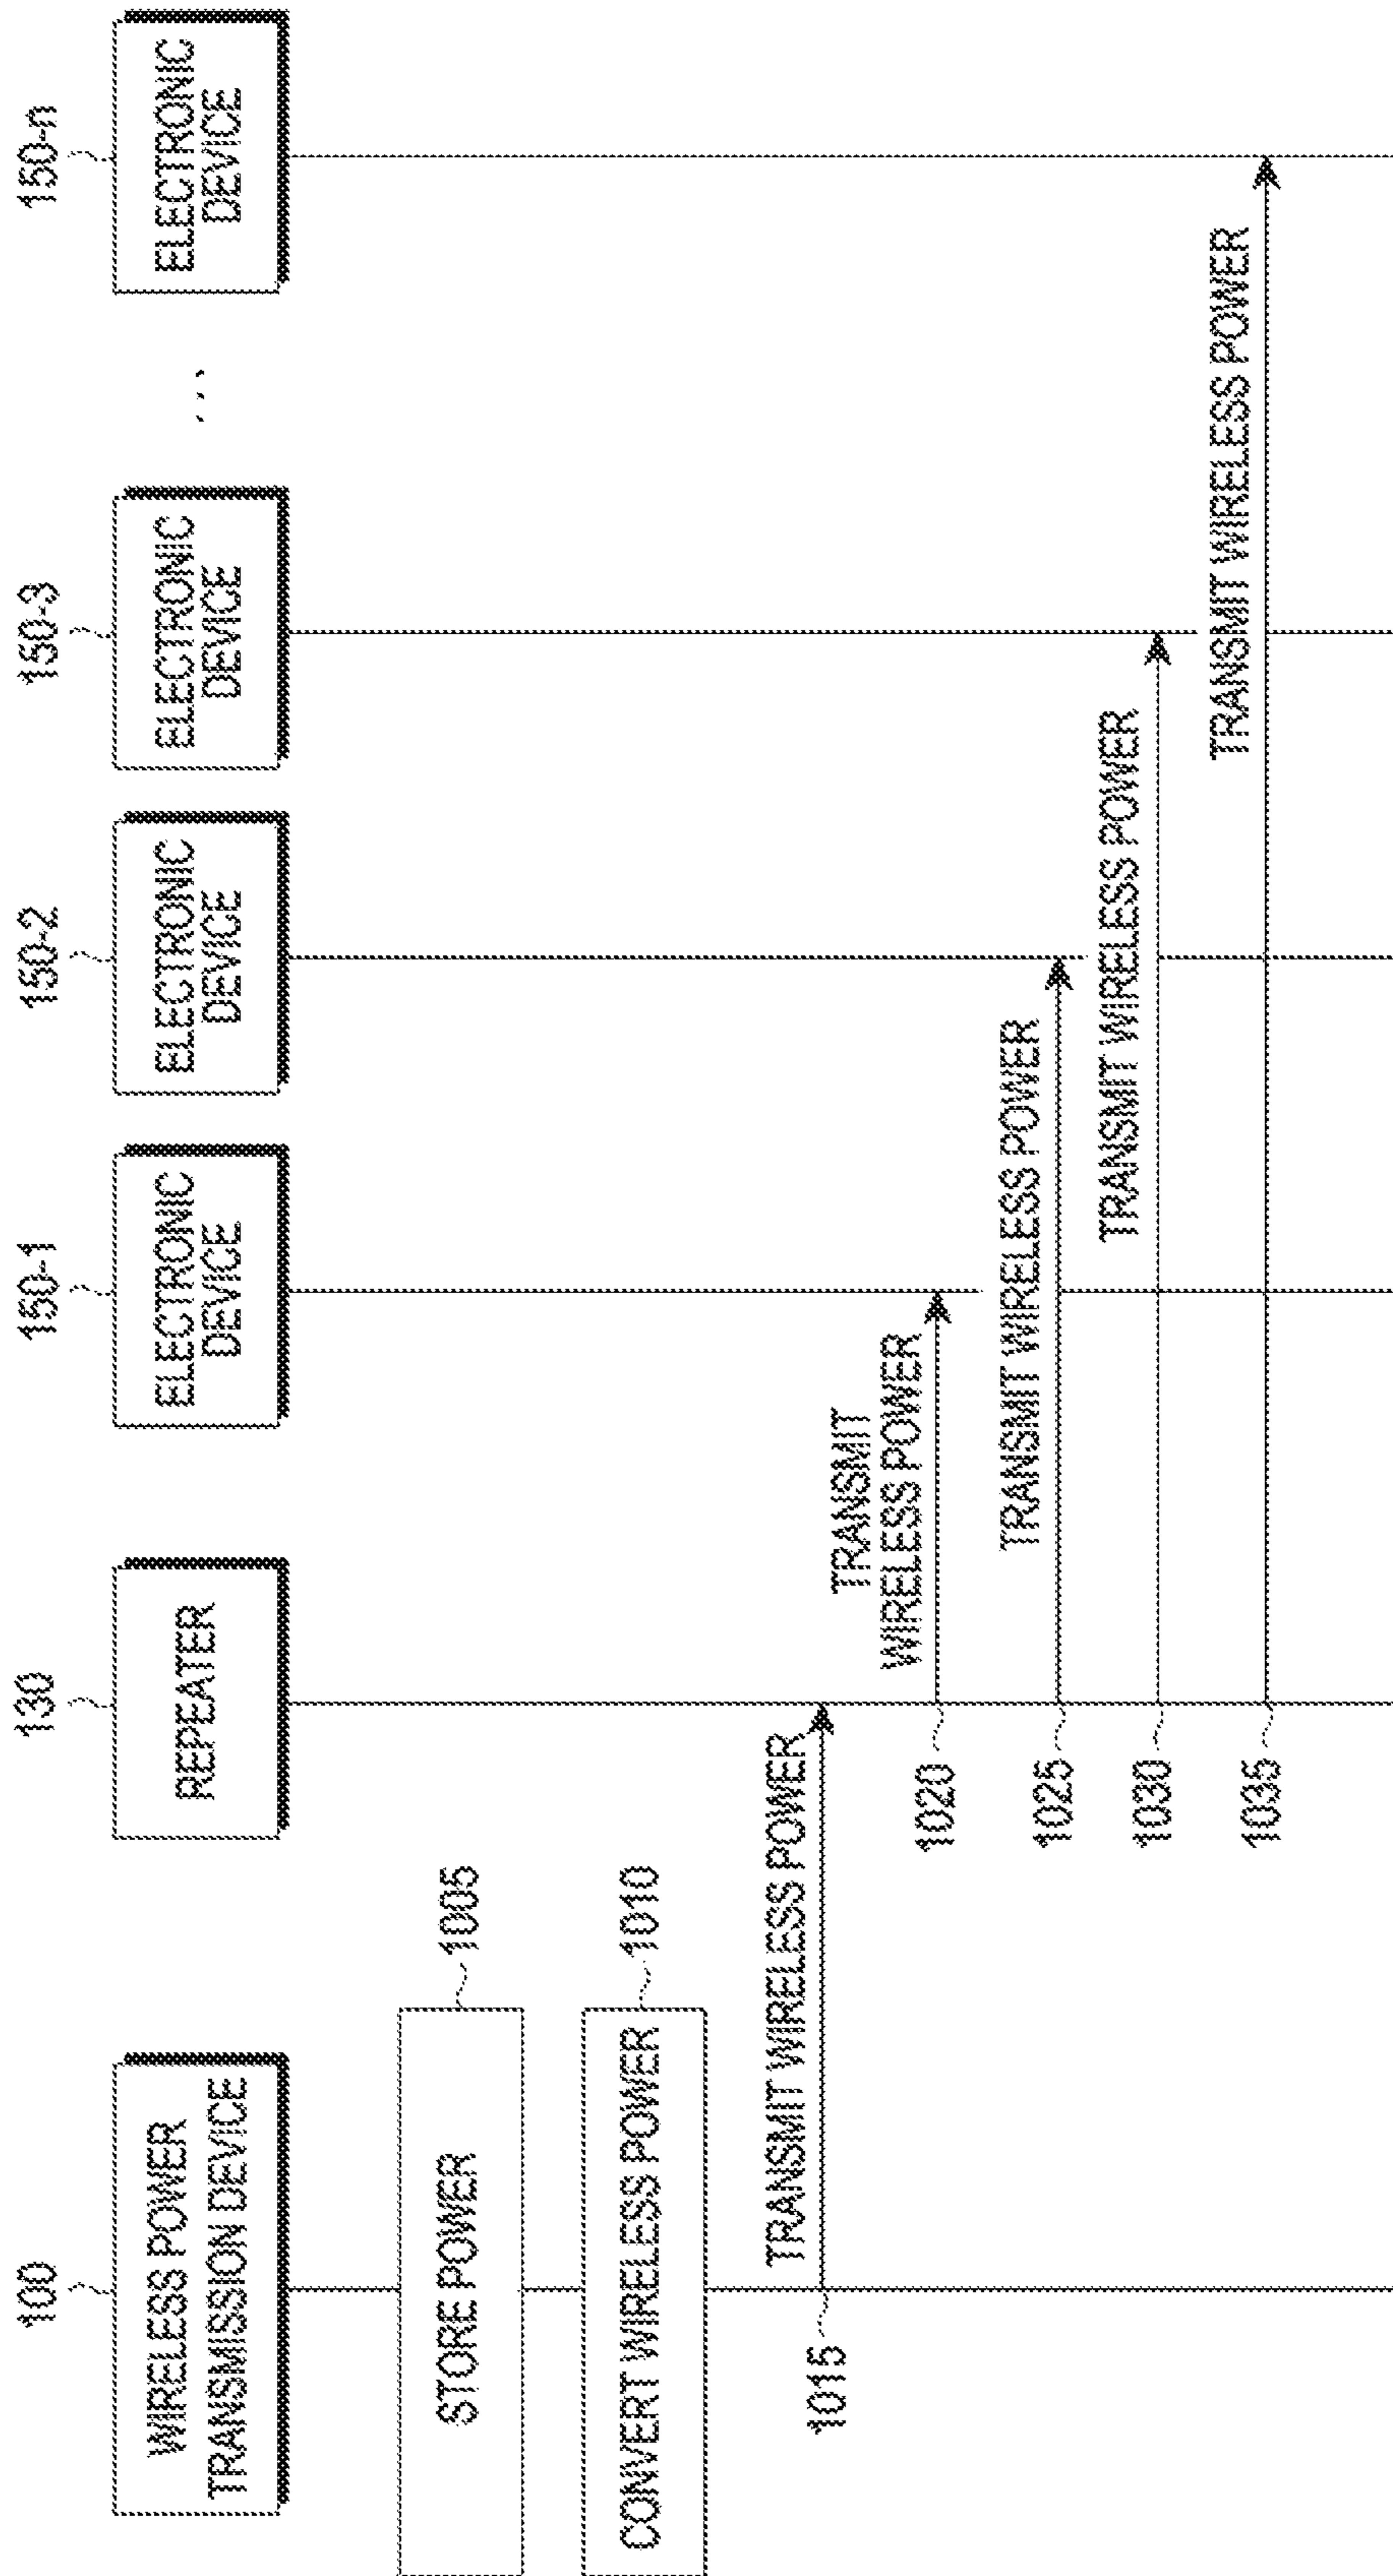 100
WIRELESS POWER
TRANSMISSION DEVICE
130
REPEATER
150-1
ELECTRONIC
DEVICE
150-2
ELECTRONIC
DEVICE
150-3
ELECTRONIC
DEVICE
...
150-n
ELECTRONIC
DEVICE
STORE POWER
1005
CONVERT WIRELESS POWER
1010
1015
TRANSMIT WIRELESS POWER
1020
TRANSMIT
WIRELESS POWER
1025
TRANSMIT WIRELESS POWER
1030
TRANSMIT WIRELESS POWER
1035
TRANSMIT WIRELESS POWER